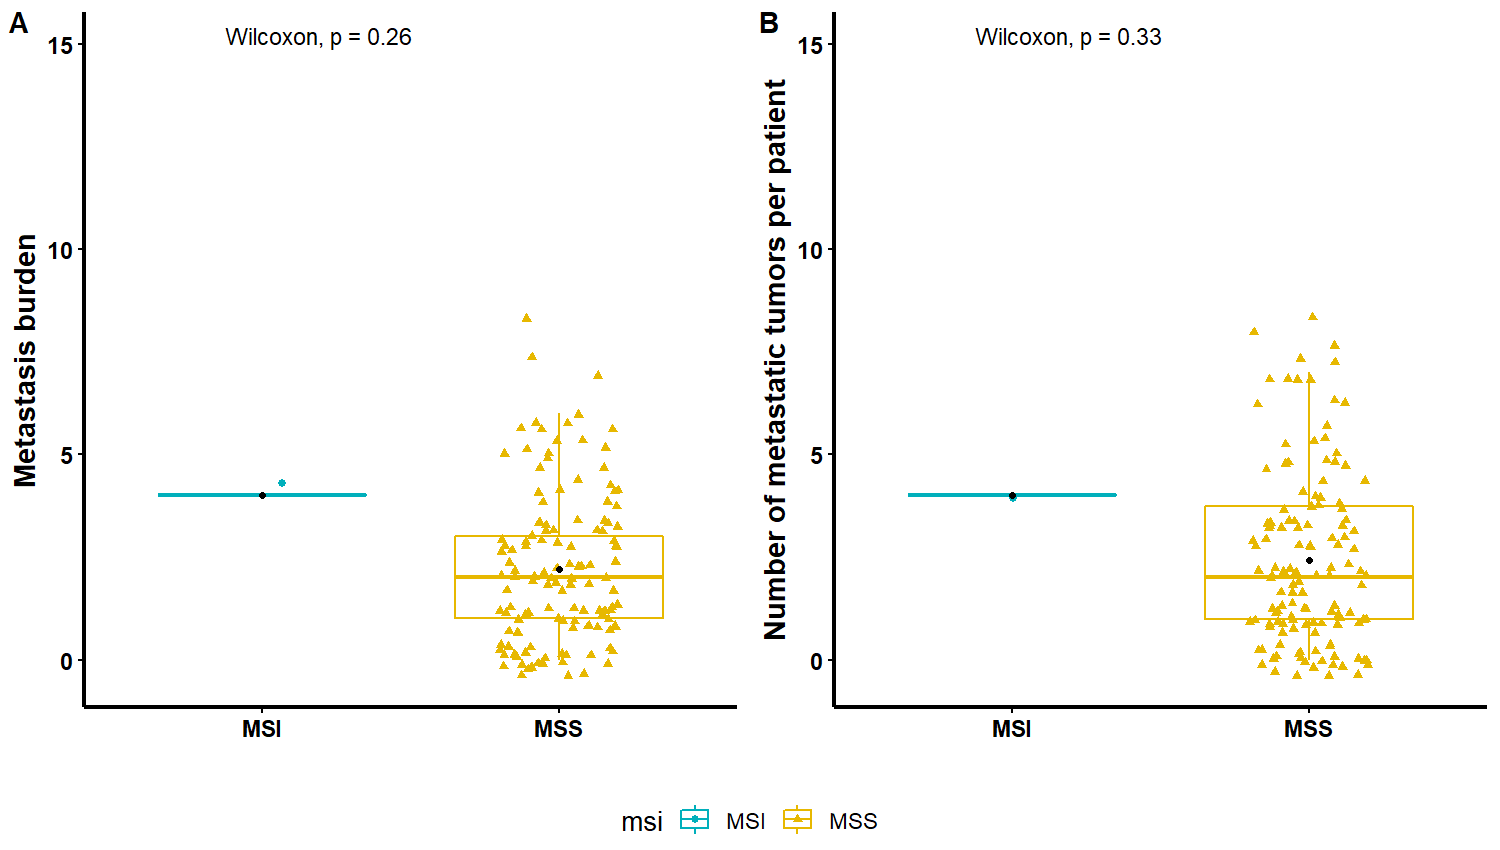 A
Wilcoxon, p = 0.26
Metastasis burden
15
10
5
0
MSI
MSS
B
Wilcoxon, p = 0.33
Number of metastatic tumors per patient
15
10
5
0
MSI
MSS
msi
MSI
MSS